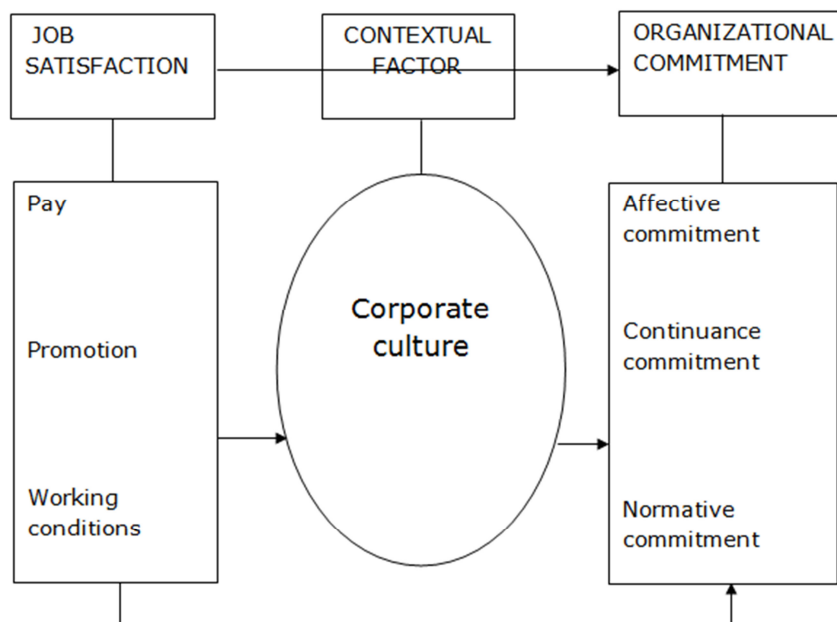 JOB
SATISFACTION
CONTEXTUAL
FACTOR
ORGANIZATIONAL
COMMITMENT
Pay
Promotion
Working
conditions
Corporate
culture
Affective
commitment
Continuance
commitment
Normative
commitment